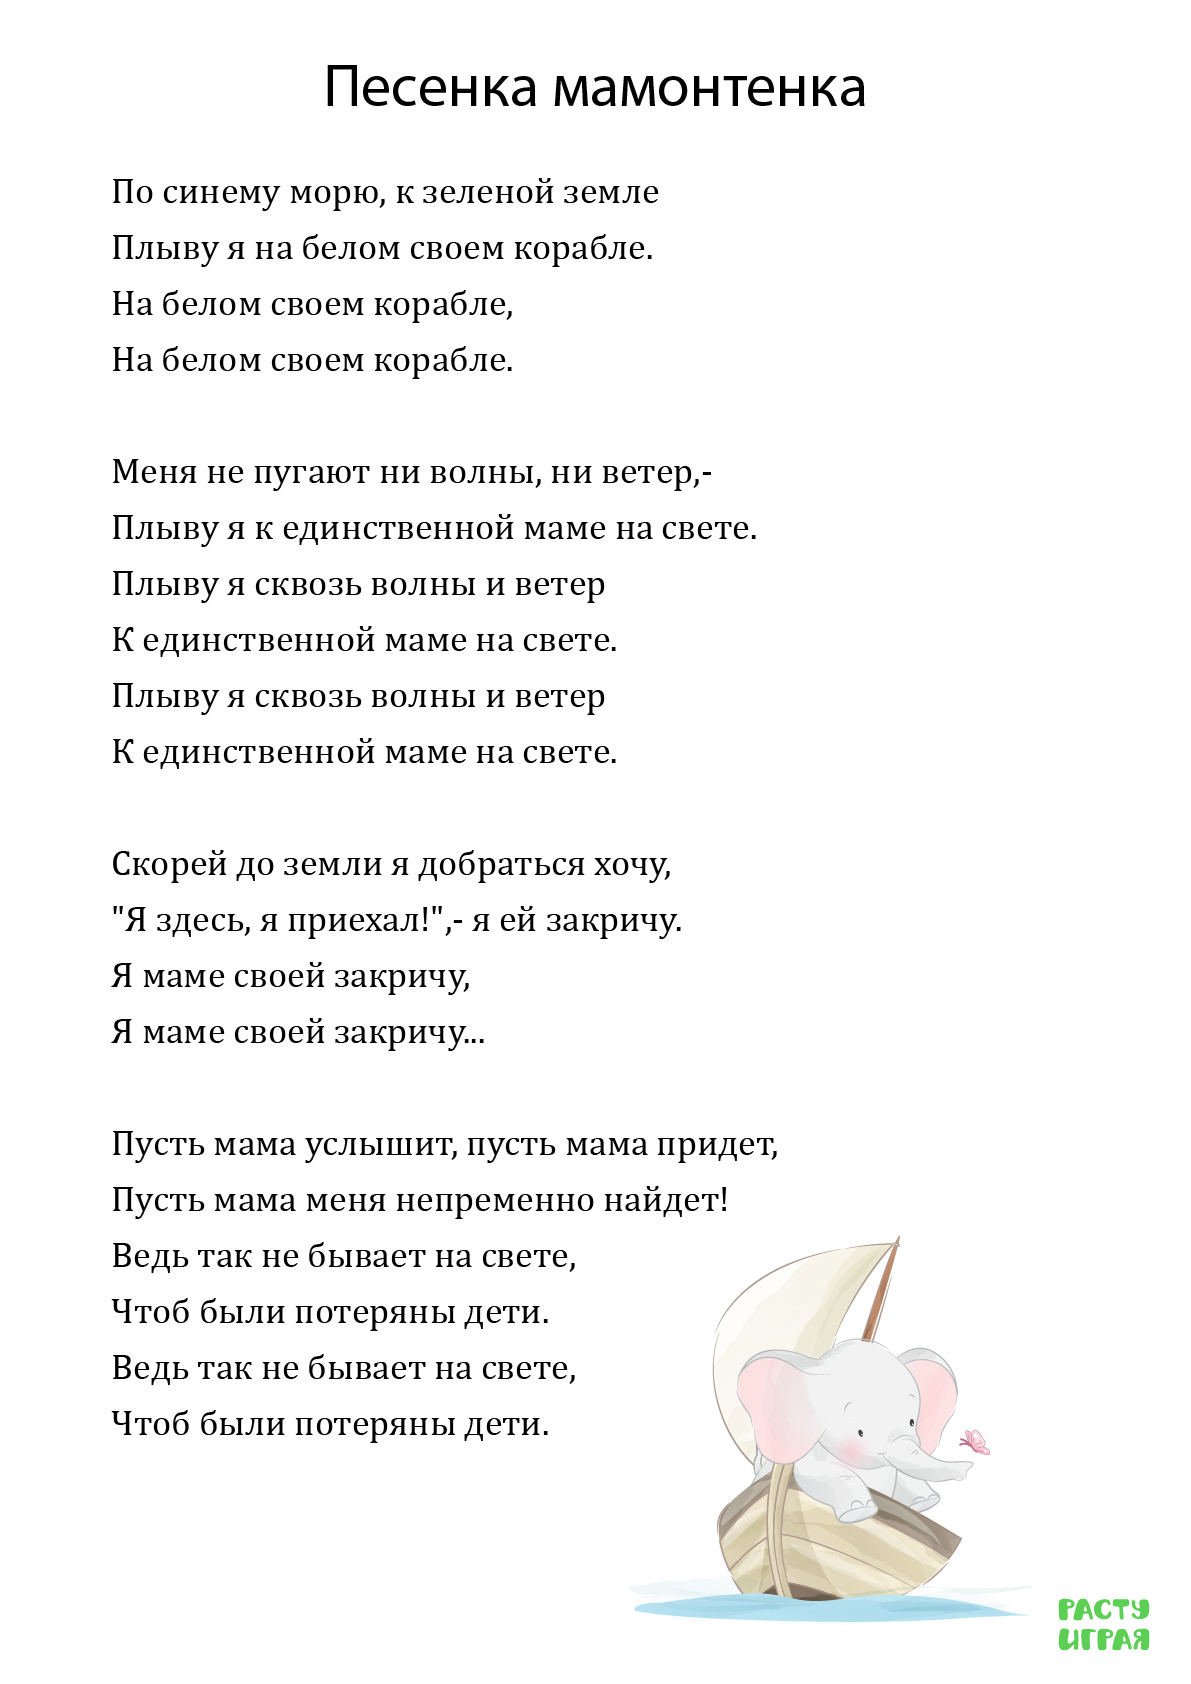 Песенка мамонтенка
По синему морю, к зеленой земле
Плыву я на белом своем корабле.
На белом своем корабле,
На белом своем корабле.
Меня не пугают ни волны, ни ветер,-
Плыву я к единственной маме на свете.
Плыву я сквозь волны и ветер
К единственной маме на свете.
Плыву я сквозь волны и ветер
К единственной маме на свете.
Скорей до земли я добраться хочу,
"Я здесь, я приехал!",- я ей закричу.
Я маме своей закричу,
Я маме своей закричу...
Пусть мама услышит, пусть мама придет,
Пусть мама меня непременно найдет!
Ведь так не бывает на свете,
Чтоб были потеряны дети.
Ведь так не бывает на свете,
Чтоб были потеряны дети.
РАСТУ
ИГРАЯ